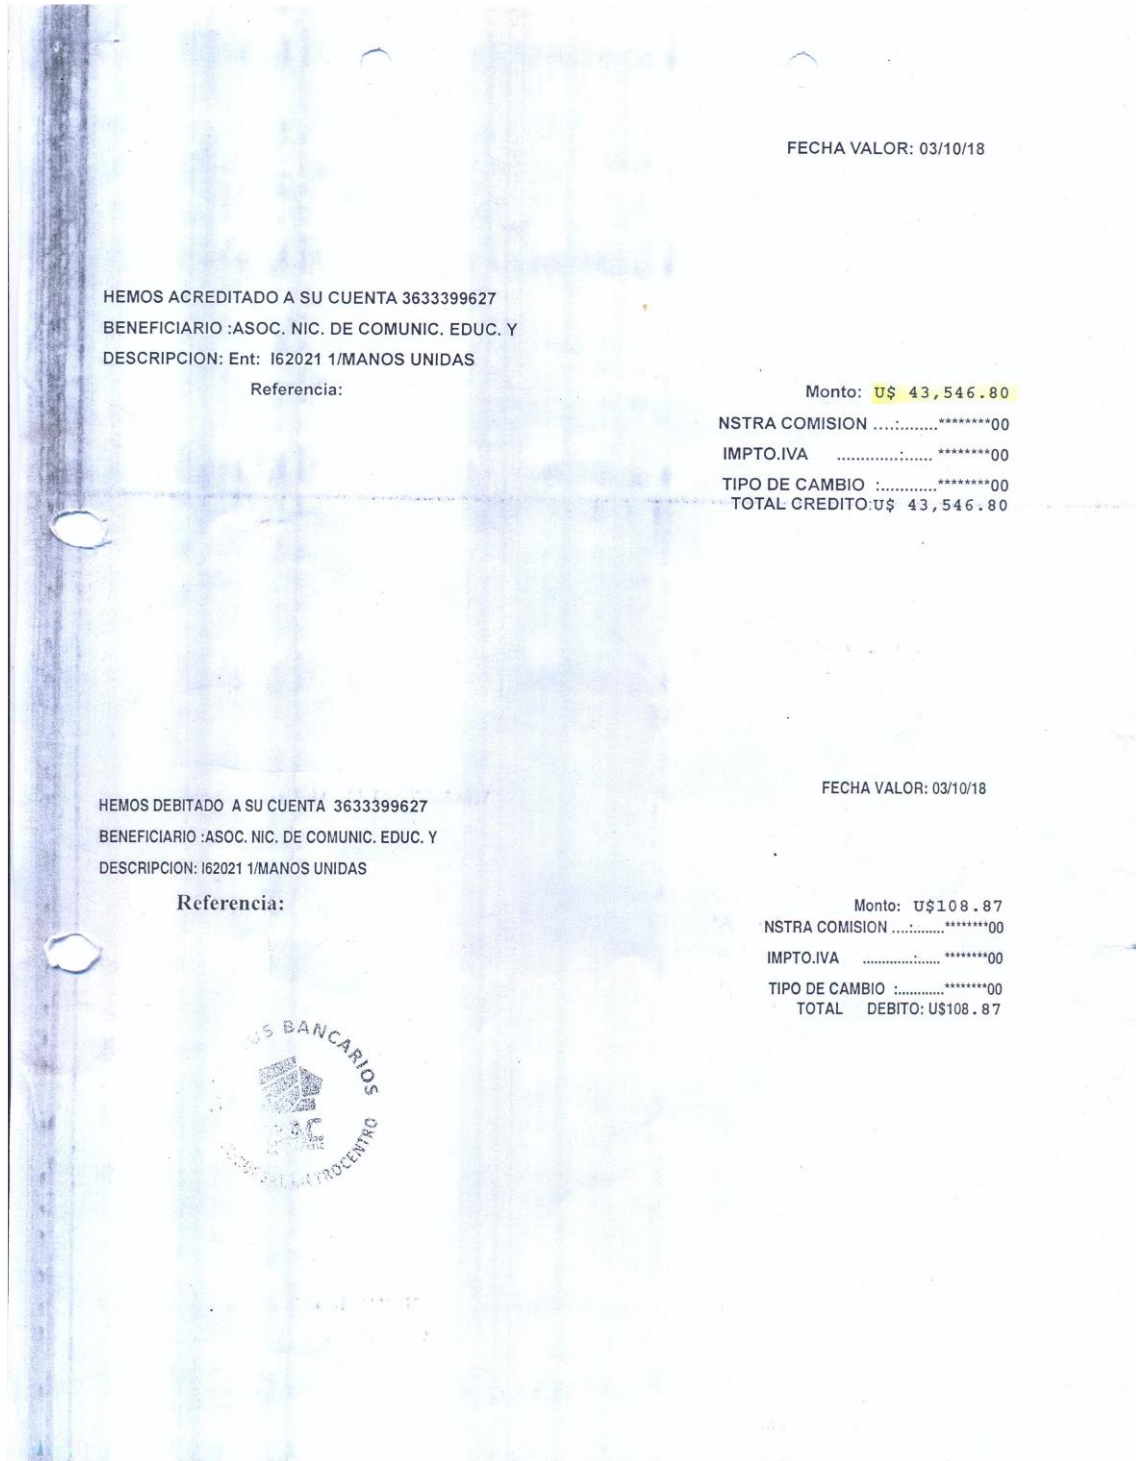 FECHA VALOR: 03/10/18
HEMOS ACREDITADO A SU CUENTA 3633399627
BENEFICIARIO :ASOC. NIC. DE COMUNIC. EDUC. Y
DESCRIPCION: Ent: I62021 1/MANOS UNIDAS
Referencia:
Monto: U$ 43,546.80
NSTRA COMISION ....:........********00
IMPTO.IVA .............:...... ********00
TIPO DE CAMBIO :............********00
TOTAL CREDITO:U$ 43,546.80
FECHA VALOR: 03/10/18
HEMOS DEBITADO A SU CUENTA 3633399627
BENEFICIARIO :ASOC. NIC. DE COMUNIC. EDUC. Y
DESCRIPCION: I62021 1/MANOS UNIDAS
Referencia:
Monto: U$108.87
NSTRA COMISION ....:........********00
IMPTO.IVA .............:...... ********00
TIPO DE CAMBIO :............********00
TOTAL DEBITO: U$108.87
BANCARIOS